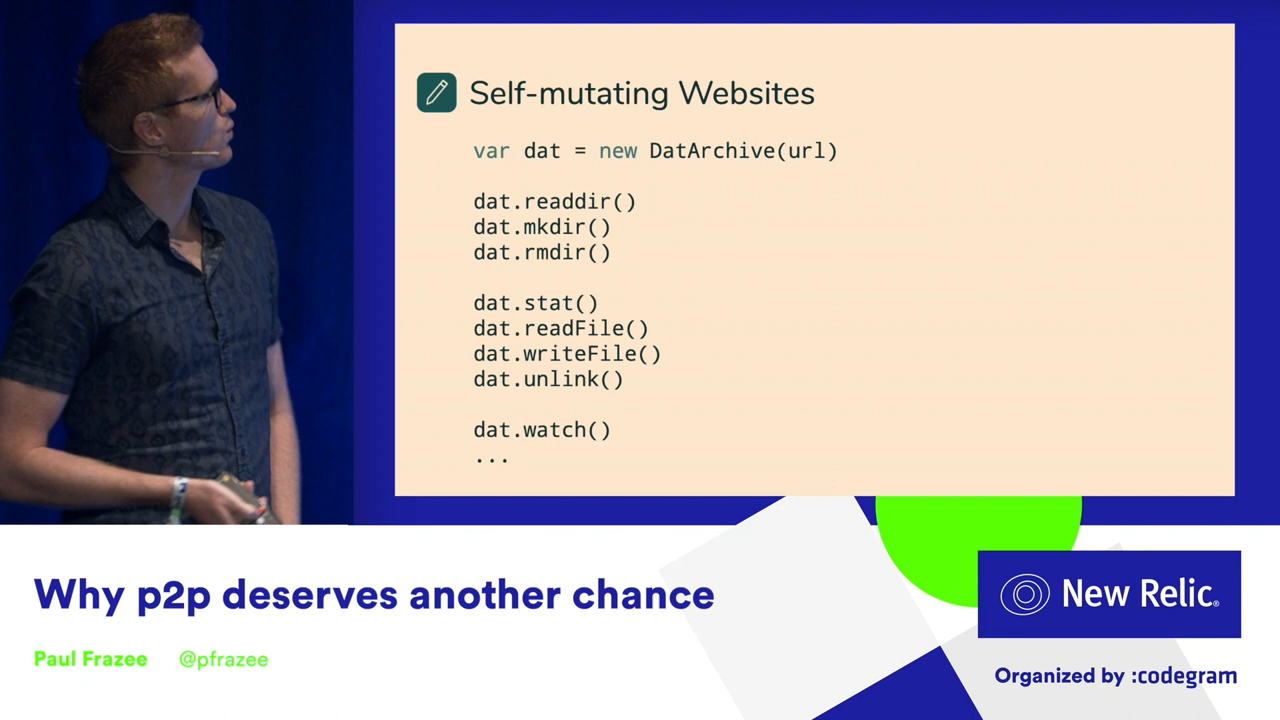 Self-mutating Websites
var dat = new DatArchive(url)
dat.readdir()
dat.mkdir()
dat.rmdir()
dat.stat()
dat.readFile()
dat.writeFile()
dat.unlink()
dat.watch()
...
Why p2p deserves another chance
Paul Frazee @pfrazee
New Relic®
Organized by :codegram